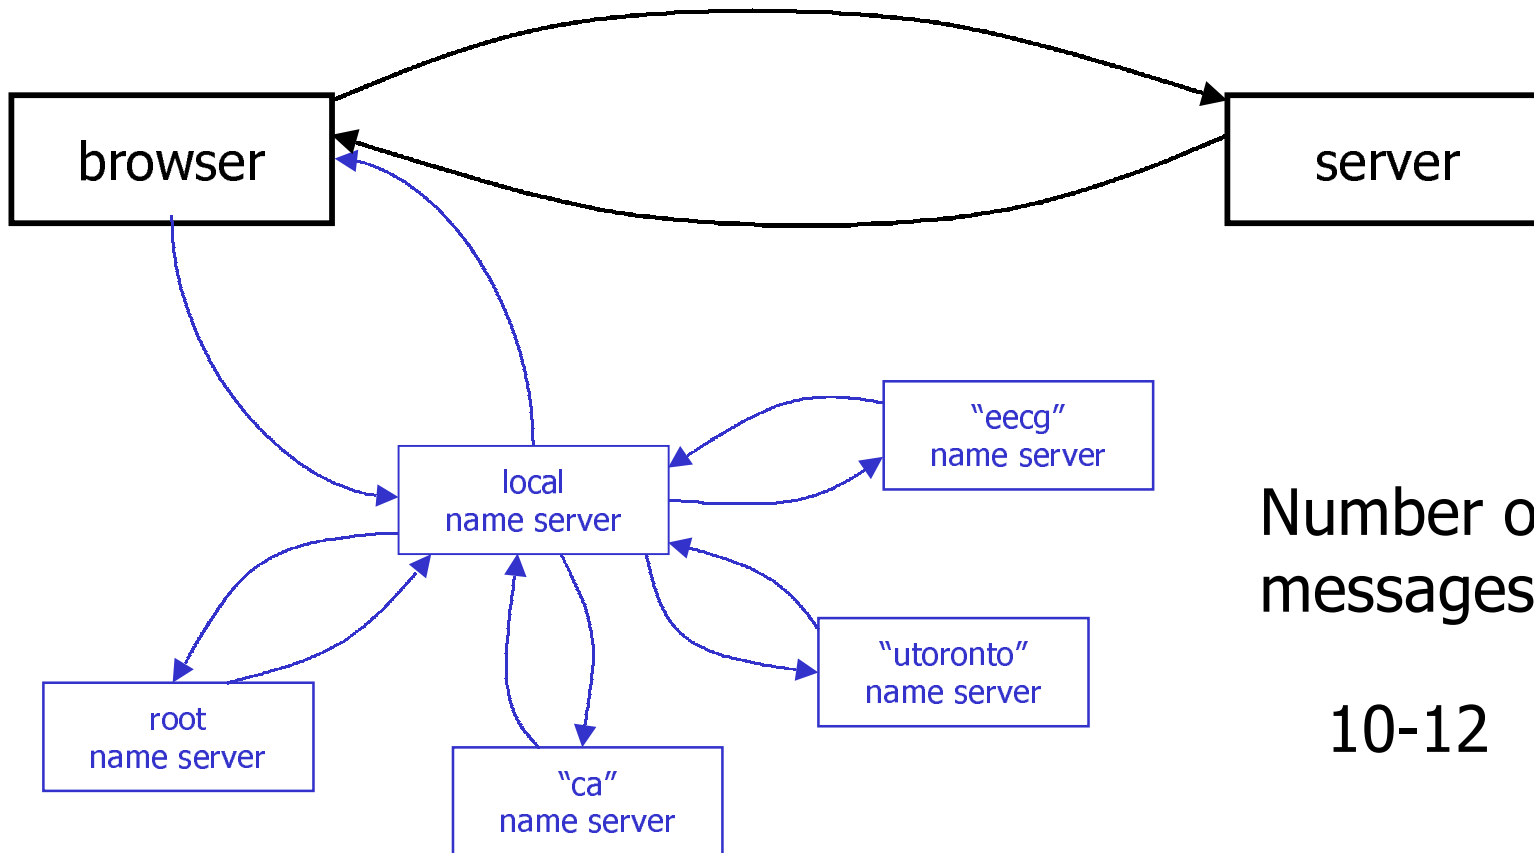 browser
server
“eecg”
name server
local
name server
Number o
messages
“utoronto”
name server
root
name server
10-12
“ca”
name server